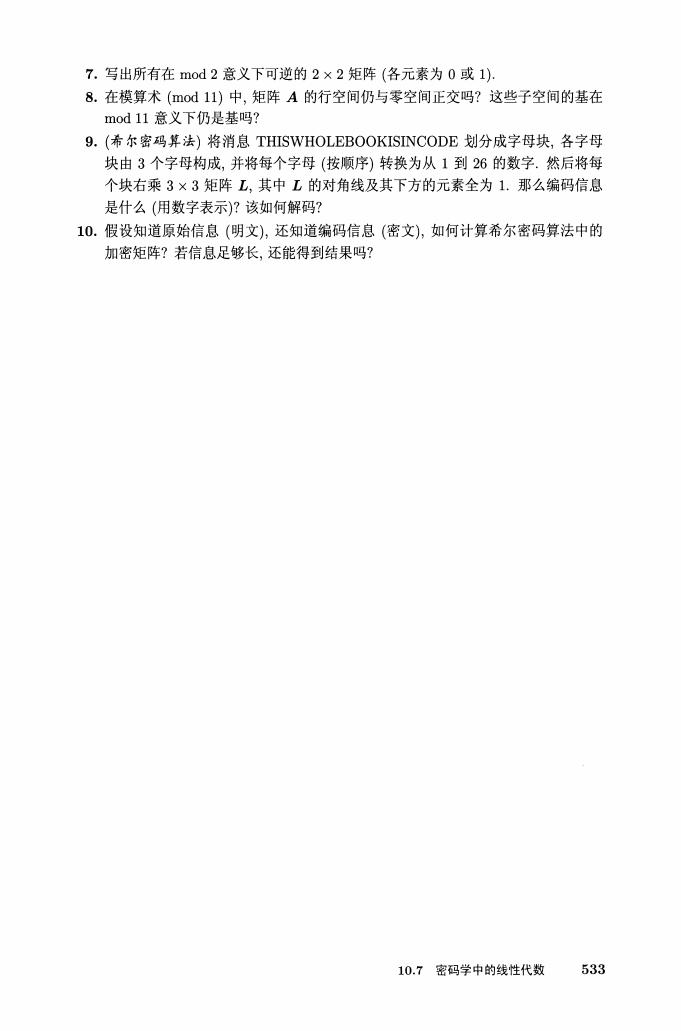 7. 写出所有在 mod 2 意义下可逆的 2 × 2 矩阵 (各元素为 0 或 1).
8. 在模算术 (mod 11) 中, 矩阵 A 的行空间仍与零空间正交吗? 这些子空间的基在
mod 11 意义下仍是基吗?
9. (希尔密码算法) 将消息 THISWHOLEBOOKISINCODE 划分成字母块, 各字母
块由 3 个字母构成, 并将每个字母 (按顺序) 转换为从 1 到 26 的数字. 然后将每
个块右乘 3 × 3 矩阵 L, 其中 L 的对角线及其下方的元素全为 1. 那么编码信息
是什么 (用数字表示)? 该如何解码?
10. 假设知道原始信息 (明文), 还知道编码信息 (密文), 如何计算希尔密码算法中的
加密矩阵? 若信息足够长, 还能得到结果吗?
10.7 密码学中的线性代数 533